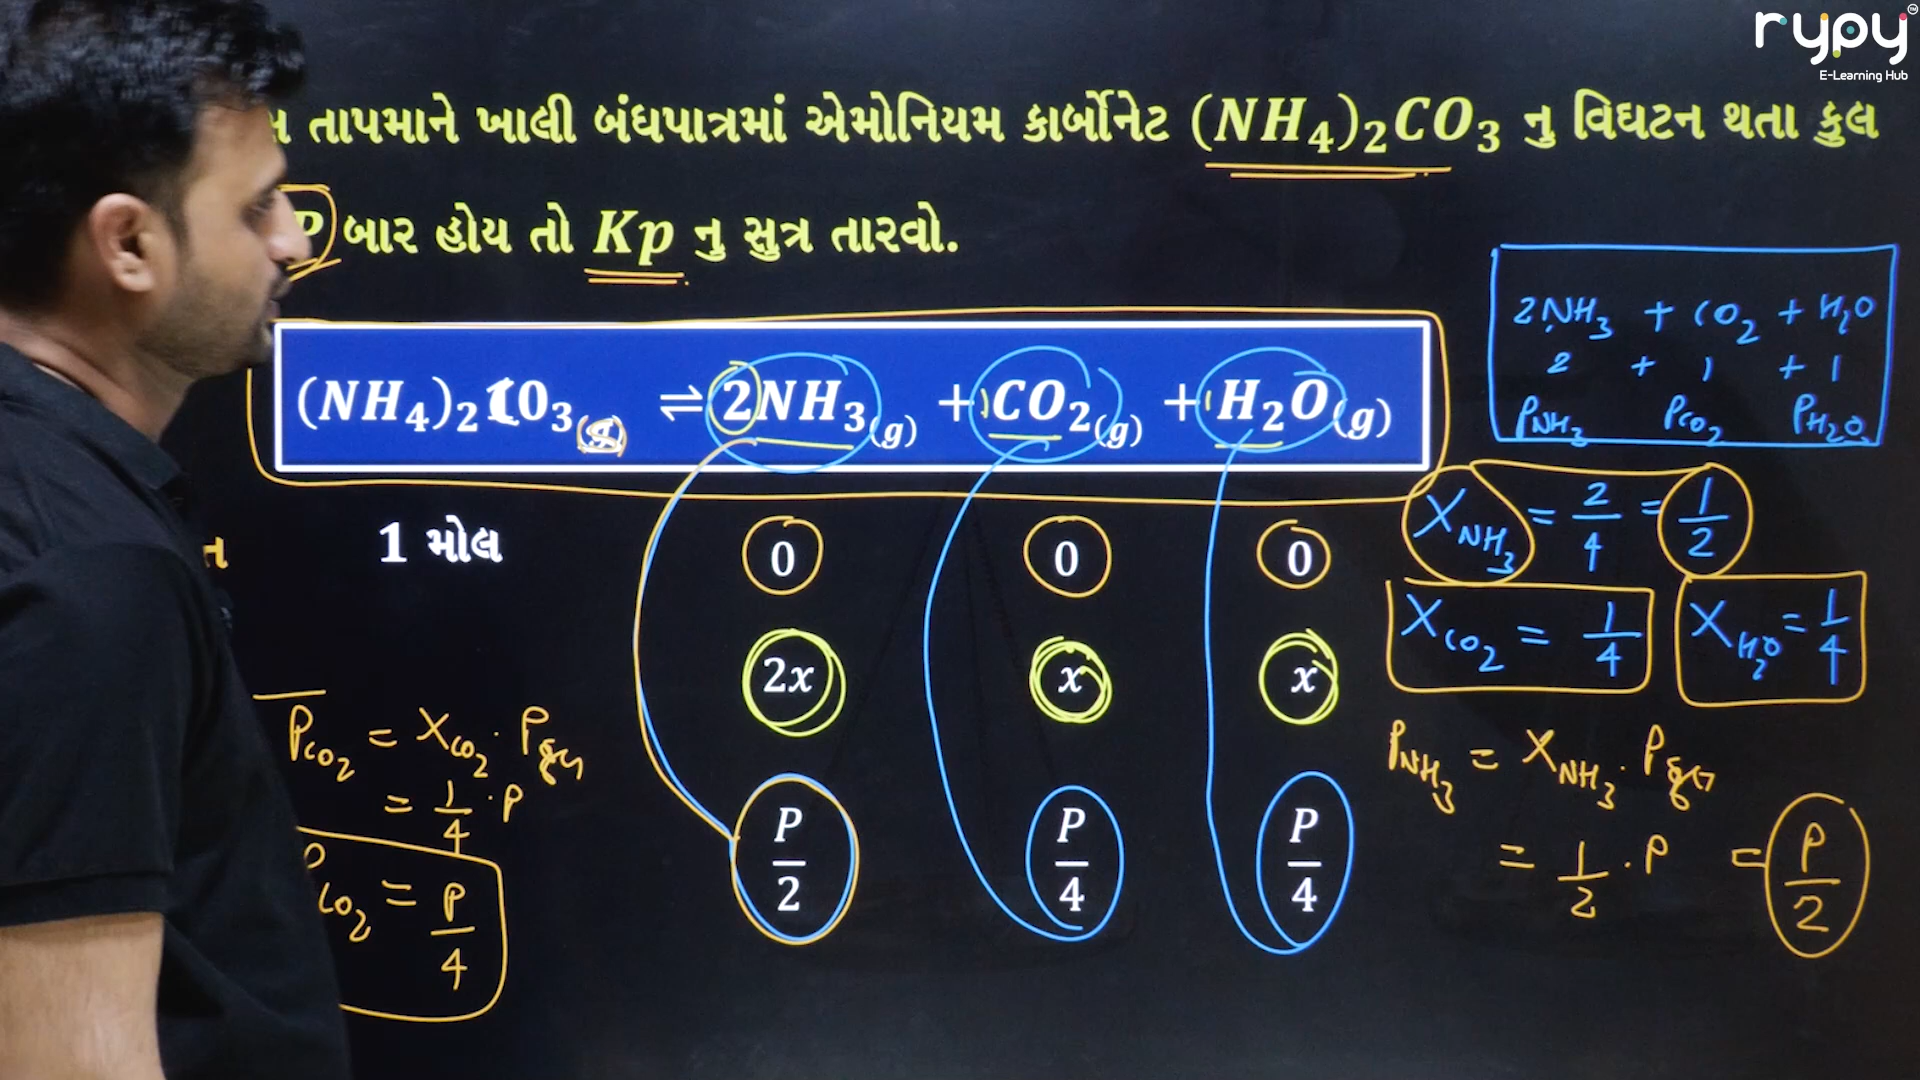 rypy
E-Learning Hub
તાપમાને ખાલી બંધપાત્રમાં એમોનિયમ કાર્બોનેટ (NH4)2CO3 નુ વિઘટન થતા કુલ
P બાર હોય તો Kp નુ સુત્ર તારવો.
2NH3 + CO2 + H2O
2 + 1 + 1
PNH3 PCO2 PH2O
(NH4)2CO3 ⇌ 2NH3(g) + CO2(g) + H2O(g)
XNH3 = 2/4 = 1/2
1 મોલ 0 0 0
XCO2 = 1/4 XH2O = 1/4
2x x x
PCO2 = XCO2 · Pકુલ
= 1/4 · P
PCO2 = P/4
P/2 P/4 P/4
PNH3 = XNH3 · Pકુલ
= 1/2 · P = P/2